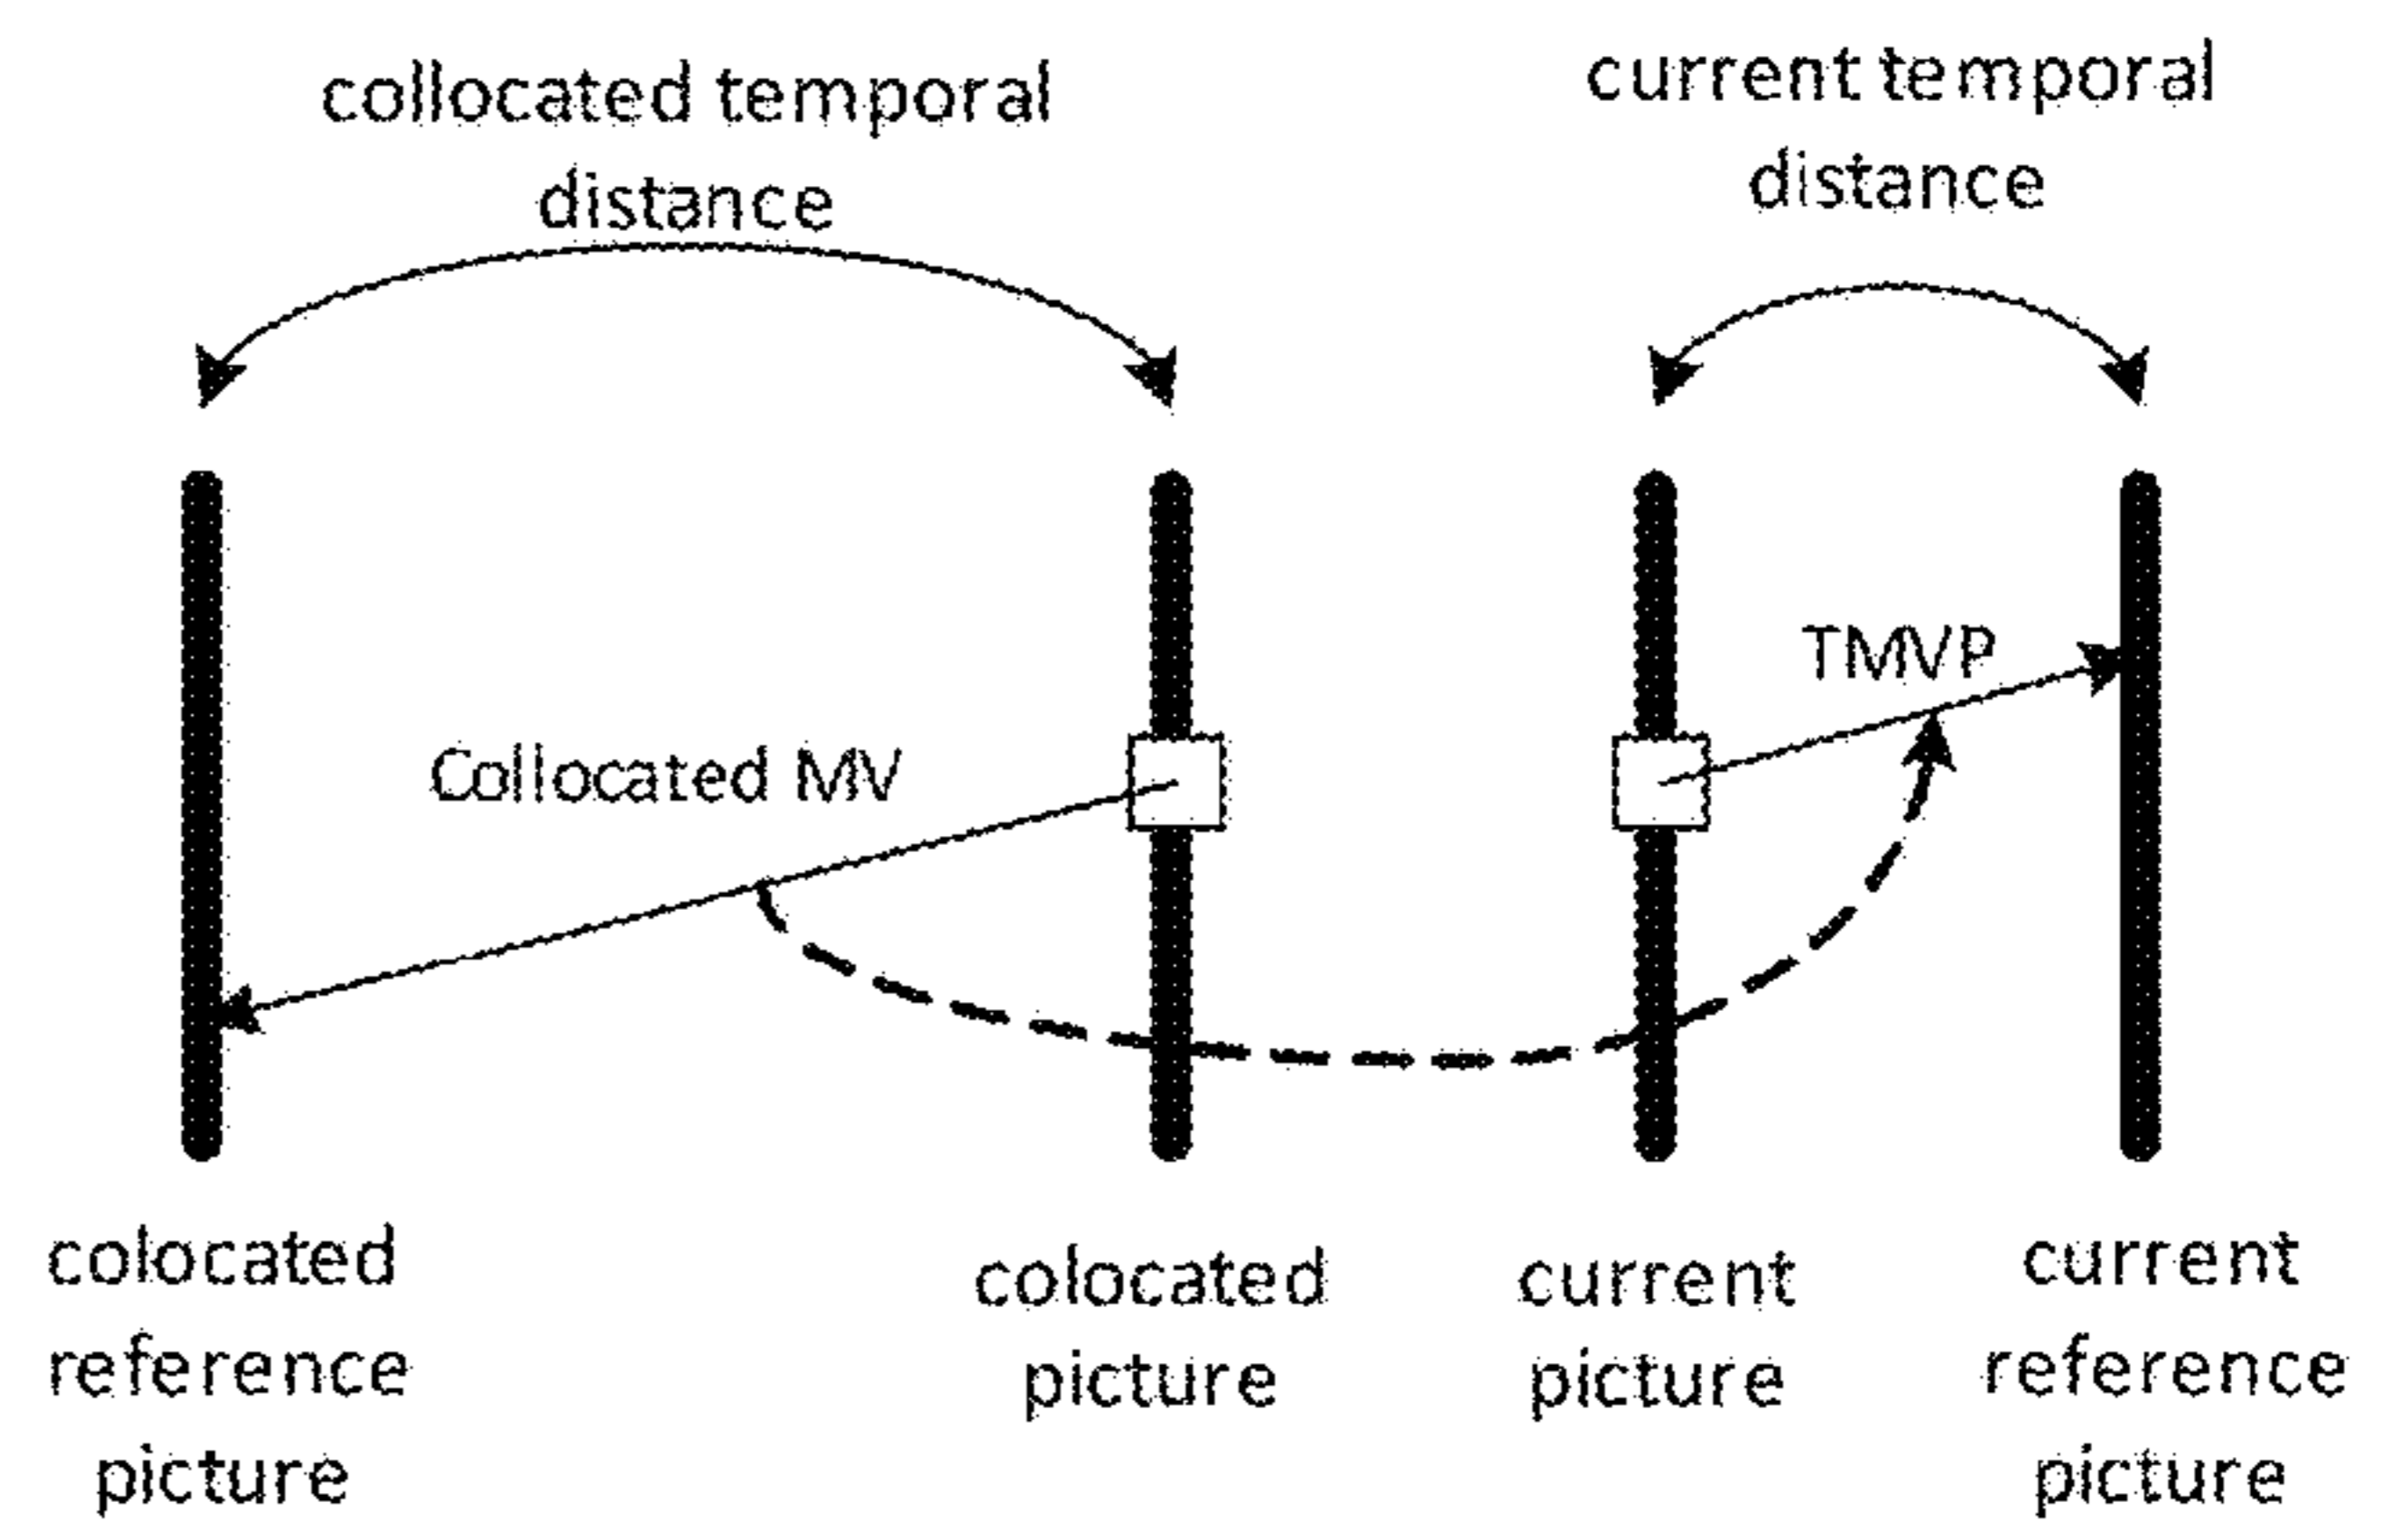 collocated temporal
distance
current temporal
distance
TMVP
Collocated MV
colocated
reference
picture
colocated
picture
current
picture
current
reference
picture